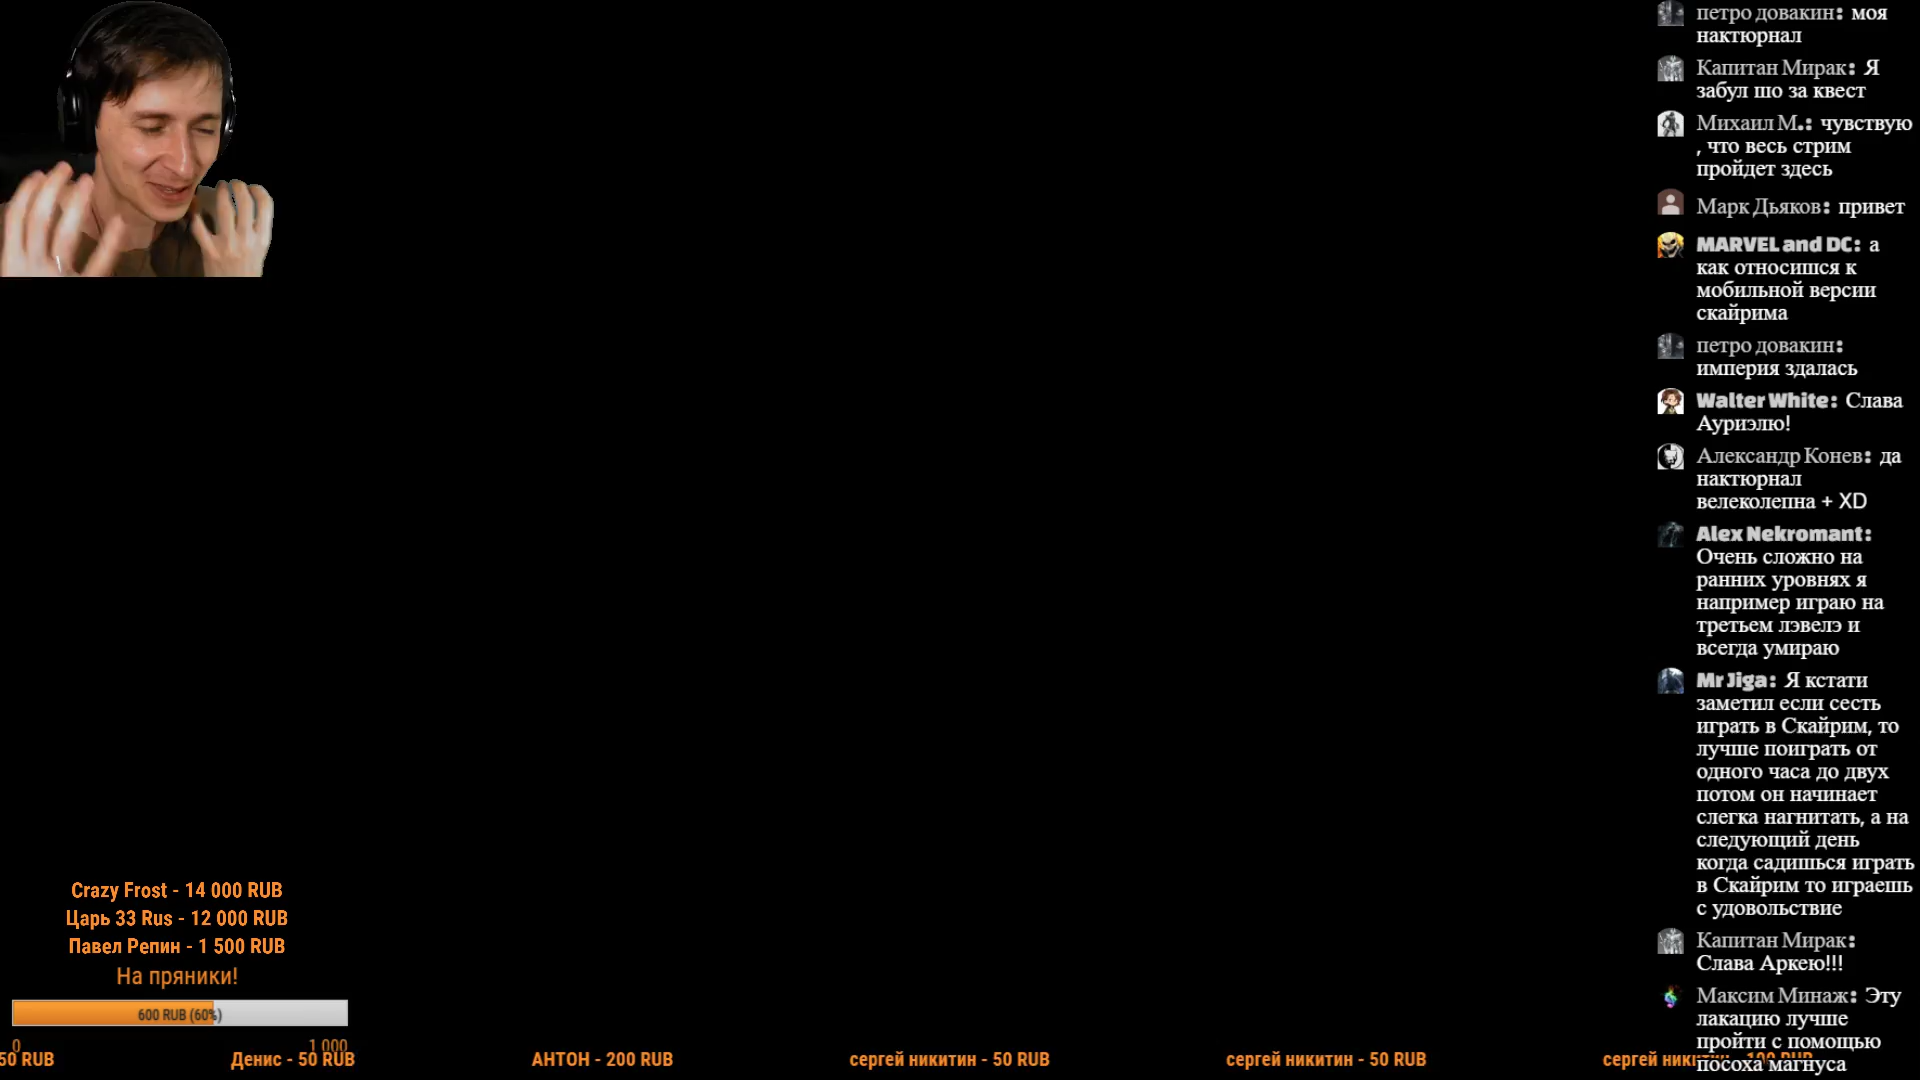 петро довакин: моя
нактюрнал
Капитан Мирак: Я
забул шо за квест
Михаил М.: чувствую
, что весь стрим
пройдет здесь
Марк Дьяков: привет
MARVEL and DC: а
как относишся к
мобильной версии
скайрима
петро довакин:
империя здалась
Walter White: Слава
Ауриэлю!
Александр Конев: да
нактюрнал
велеколепна + XD
Alex Nekromant:
Очень сложно на
ранних уровнях я
например играю на
третьем лэвелэ и
всегда умираю
Mr Jiga: Я кстати
заметил если сесть
играть в Скайрим, то
лучше поиграть от
одного часа до двух
потом он начинает
слегка нагнитать, а на
следующий день
когда садишься играть
в Скайрим то играешь
с удовольствие
Капитан Мирак:
Слава Аркею!!!
Максим Минаж: Эту
лакацию лучше
пройти с помощью
посоха магнуса
Crazy Frost - 14 000 RUB
Царь 33 Rus - 12 000 RUB
Павел Репин - 1 500 RUB
На пряники!
600 RUB (60%)
0 1 000
50 RUB Денис - 50 RUB АНТОН - 200 RUB сергей никитин - 50 RUB сергей никитин - 50 RUB сергей